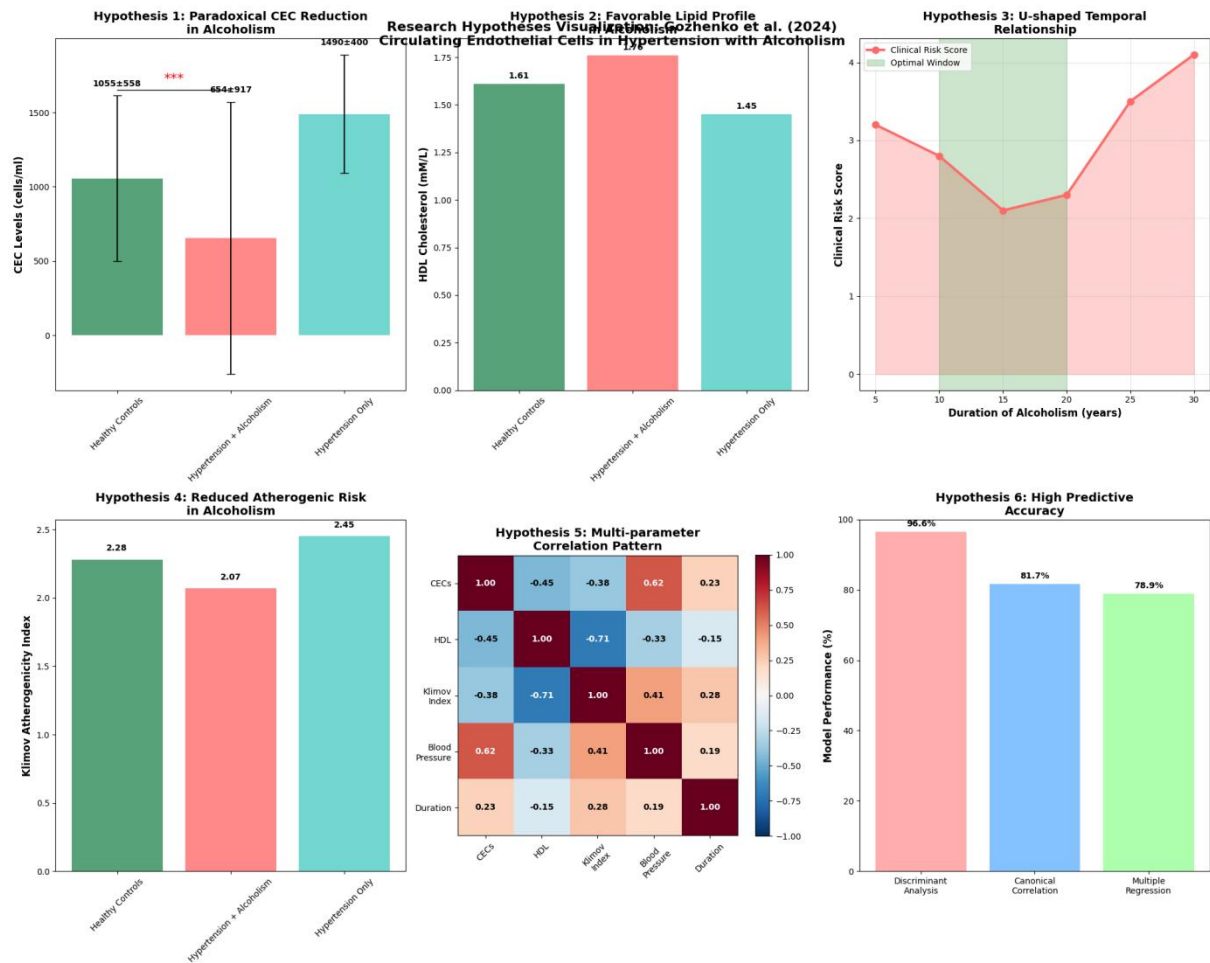 Research Hypotheses Visualization: Gozhenko et al. (2024)
Circulating Endothelial Cells in Hypertension with Alcoholism
Hypothesis 1: Paradoxical CEC Reduction
in Alcoholism
CEC Levels (cells/ml)
1500
1000
500
0
1055±558
***
654±917
1490±400
Healthy Controls
Hypertension + Alcoholism
Hypertension Only
Hypothesis 2: Favorable Lipid Profile
in Alcoholism
HDL Cholesterol (mM/L)
1.75
1.50
1.25
1.00
0.75
0.50
0.25
0.00
1.61
1.76
1.45
Healthy Controls
Hypertension + Alcoholism
Hypertension Only
Hypothesis 3: U-shaped Temporal
Relationship
Clinical Risk Score
Optimal Window
Clinical Risk Score
4
3
2
1
0
5 10 15 20 25 30
Duration of Alcoholism (years)
Hypothesis 4: Reduced Atherogenic Risk
in Alcoholism
Klimov Atherogenicity Index
2.5
2.0
1.5
1.0
0.5
0.0
2.28
2.07
2.45
Healthy Controls
Hypertension + Alcoholism
Hypertension Only
Hypothesis 5: Multi-parameter
Correlation Pattern
CECs 1.00 -0.45 -0.38 0.62 0.23
HDL -0.45 1.00 -0.71 -0.33 -0.15
Klimov
Index
-0.38 -0.71 1.00 0.41 0.28
Blood
Pressure
0.62 -0.33 0.41 1.00 0.19
Duration 0.23 -0.15 0.28 0.19 1.00
CECs
HDL
Klimov
Index
Blood
Pressure
Duration
1.00
0.75
0.50
0.25
0.00
−0.25
−0.50
−0.75
−1.00
Hypothesis 6: High Predictive
Accuracy
Model Performance (%)
100
80
60
40
20
0
96.6%
81.7%
78.9%
Discriminant
Analysis
Canonical
Correlation
Multiple
Regression